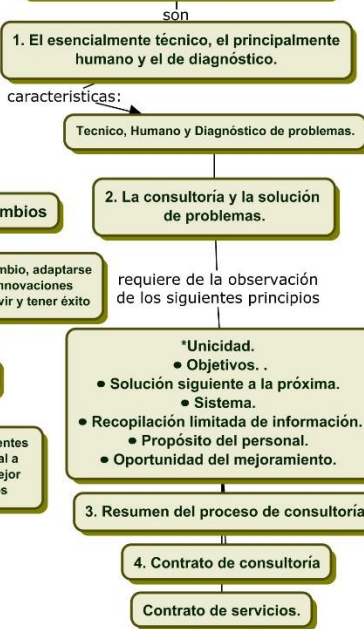 son
1. El esencialmente técnico, el principalmente
humano y el de diagnóstico.
caracteristicas:
Tecnico, Humano y Diagnóstico de problemas.
2. La consultoría y la solución
de problemas.
mbios
mbio, adaptarse
nnovaciones
vir y tener éxito
requiere de la observación
de los siguientes principios
*Unicidad.
● Objetivos. .
● Solución siguiente a la próxima.
● Sistema.
● Recopilación limitada de información.
● Propósito del personal.
● Oportunidad del mejoramiento.
entes
al a
ejor
s
3. Resumen del proceso de consultoría
4. Contrato de consultoría
Contrato de servicios.